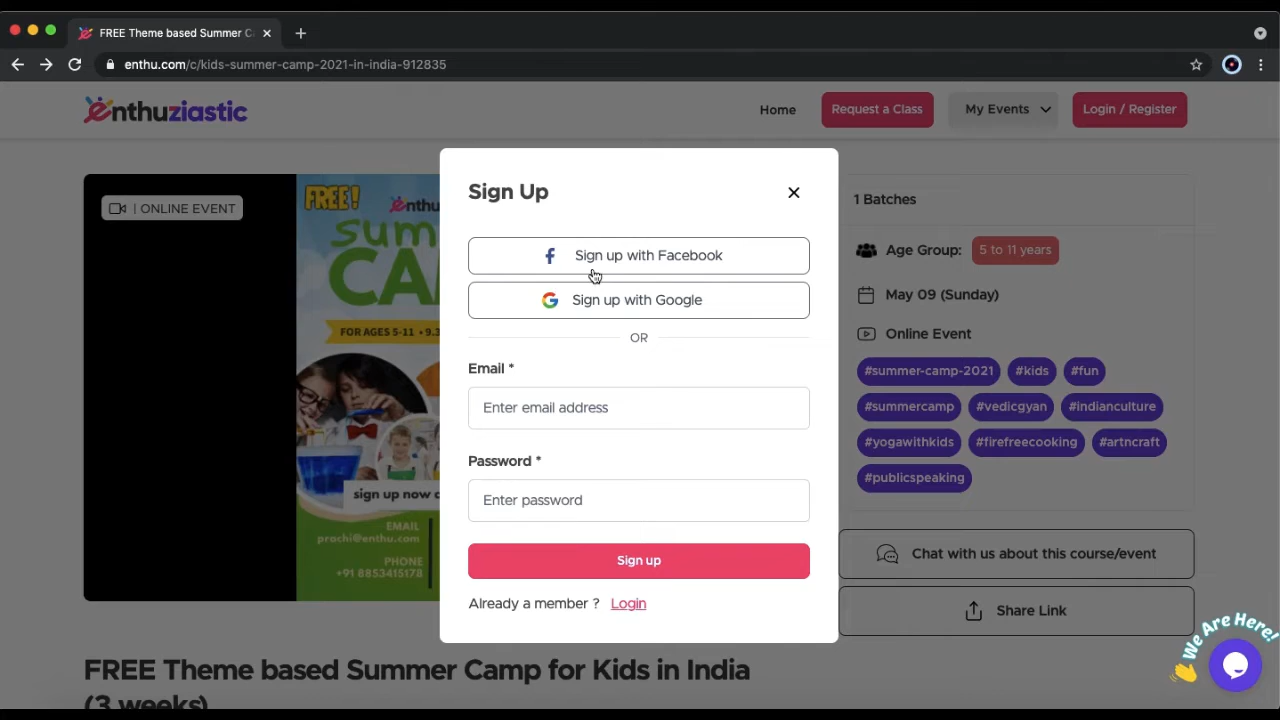 FREE Theme based Summer C
enthu.com/c/kids-summer-camp-2021-in-india-912835
enthuziastic
Home
Request a Class
My Events
Login / Register
| ONLINE EVENT
FREE!
enthu
SUM
CA
FOR AGES 5-11 • 9.3
sign up now
EMAIL
prachi@enthu.com
PHONE
+91 8853415178
Sign Up
Sign up with Facebook
Sign up with Google
OR
Email *
Enter email address
Password *
Enter password
Sign up
Already a member ? Login
1 Batches
Age Group: 5 to 11 years
May 09 (Sunday)
Online Event
#summer-camp-2021 #kids #fun
#summercamp #vedicgyan #indianculture
#yogawithkids #firefreecooking #artncraft
#publicspeaking
Chat with us about this course/event
Share Link
We Are Here!
FREE Theme based Summer Camp for Kids in India
(3 weeks)